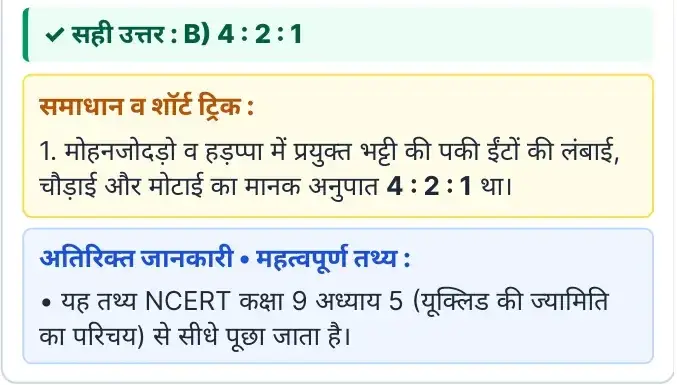 ✓ सही उत्तर : B) 4 : 2 : 1
समाधान व शॉर्ट ट्रिक :
1. मोहनजोदड़ो व हड़प्पा में प्रयुक्त भट्टी की पकी ईंटों की लंबाई,
चौड़ाई और मोटाई का मानक अनुपात 4 : 2 : 1 था।
अतिरिक्त जानकारी • महत्वपूर्ण तथ्य :
• यह तथ्य NCERT कक्षा 9 अध्याय 5 (यूक्लिड की ज्यामिति
का परिचय) से सीधे पूछा जाता है।